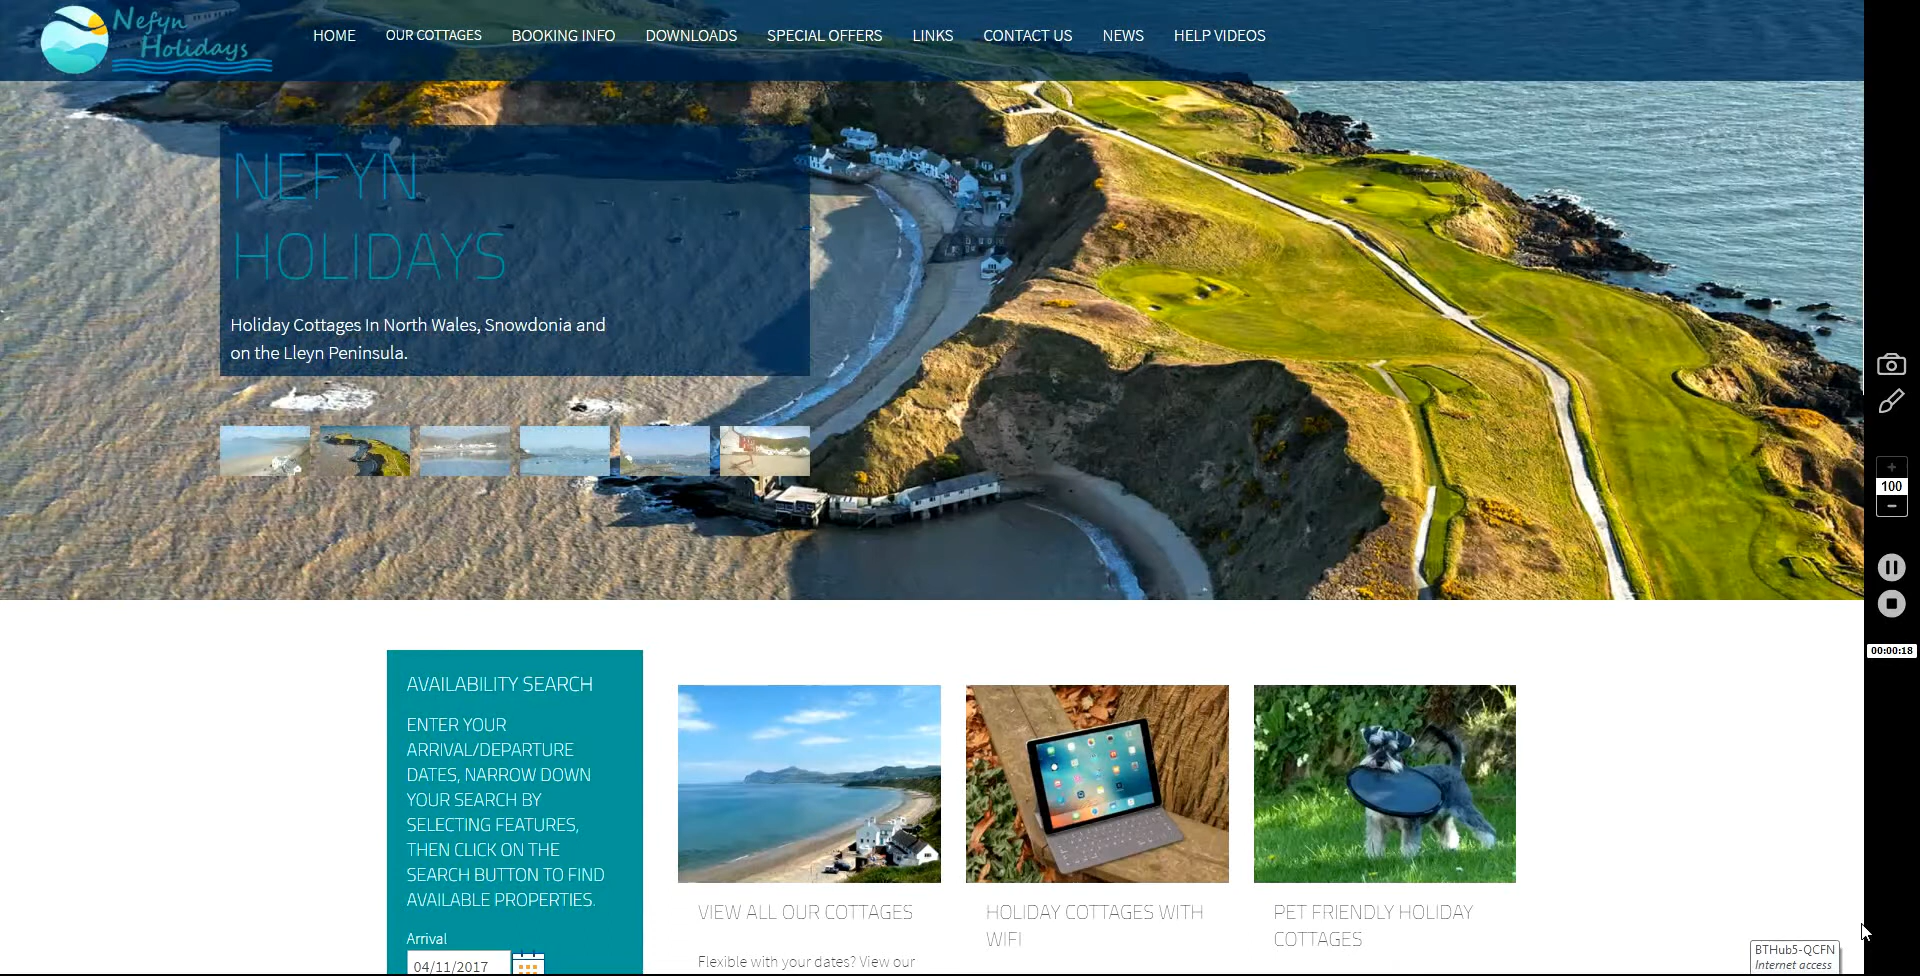 Nefyn
Holidays
HOME OUR COTTAGES BOOKING INFO DOWNLOADS SPECIAL OFFERS LINKS CONTACT US NEWS HELP VIDEOS
NEFYN
HOLIDAYS
Holiday Cottages In North Wales, Snowdonia and
on the Lleyn Peninsula.
+
100
-
00:00:18
AVAILABILITY SEARCH
ENTER YOUR
ARRIVAL/DEPARTURE
DATES, NARROW DOWN
YOUR SEARCH BY
SELECTING FEATURES,
THEN CLICK ON THE
SEARCH BUTTON TO FIND
AVAILABLE PROPERTIES.
Arrival
04/11/2017
VIEW ALL OUR COTTAGES
Flexible with your dates? View our
HOLIDAY COTTAGES WITH
WIFI
PET FRIENDLY HOLIDAY
COTTAGES
BTHub5-QCFN
Internet access